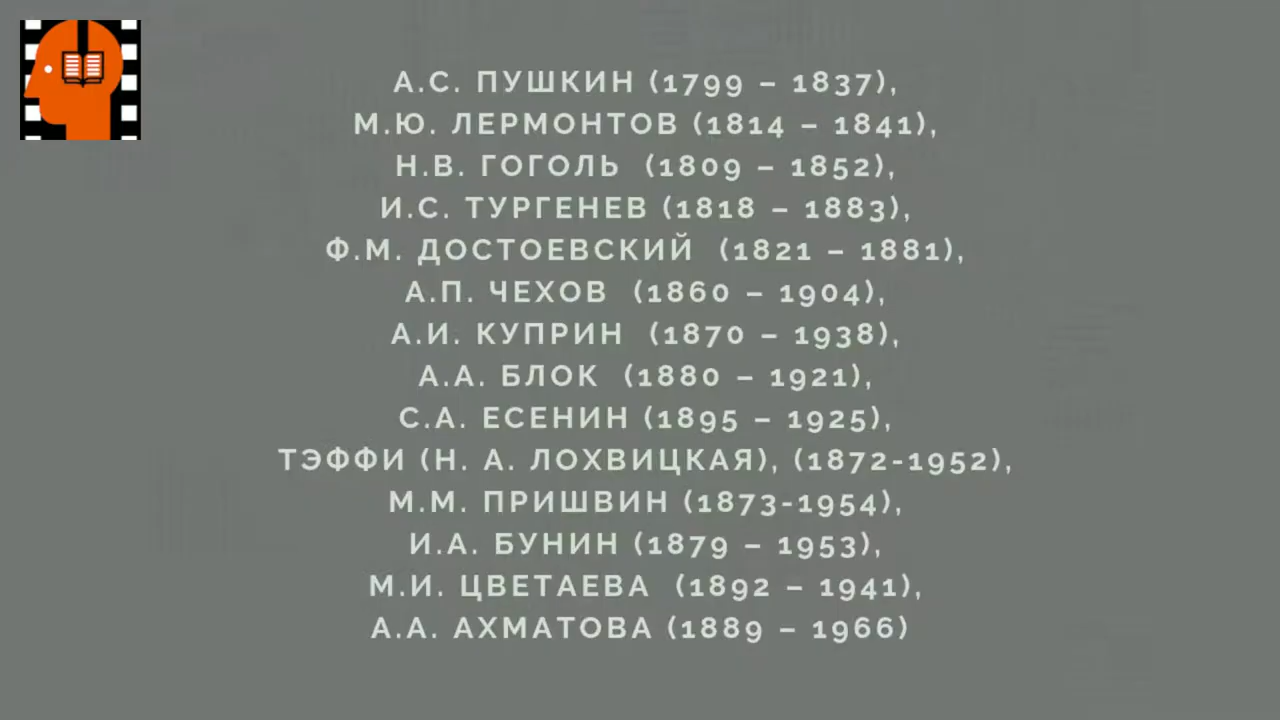 А.С. ПУШКИН (1799 – 1837),
М.Ю. ЛЕРМОНТОВ (1814 – 1841),
Н.В. ГОГОЛЬ (1809 – 1852),
И.С. ТУРГЕНЕВ (1818 – 1883),
Ф.М. ДОСТОЕВСКИЙ (1821 – 1881),
А.П. ЧЕХОВ (1860 – 1904),
А.И. КУПРИН (1870 – 1938),
А.А. БЛОК (1880 – 1921),
С.А. ЕСЕНИН (1895 – 1925),
ТЭФФИ (Н. А. ЛОХВИЦКАЯ), (1872-1952),
М.М. ПРИШВИН (1873-1954),
И.А. БУНИН (1879 – 1953),
М.И. ЦВЕТАЕВА (1892 – 1941),
А.А. АХМАТОВА (1889 – 1966)